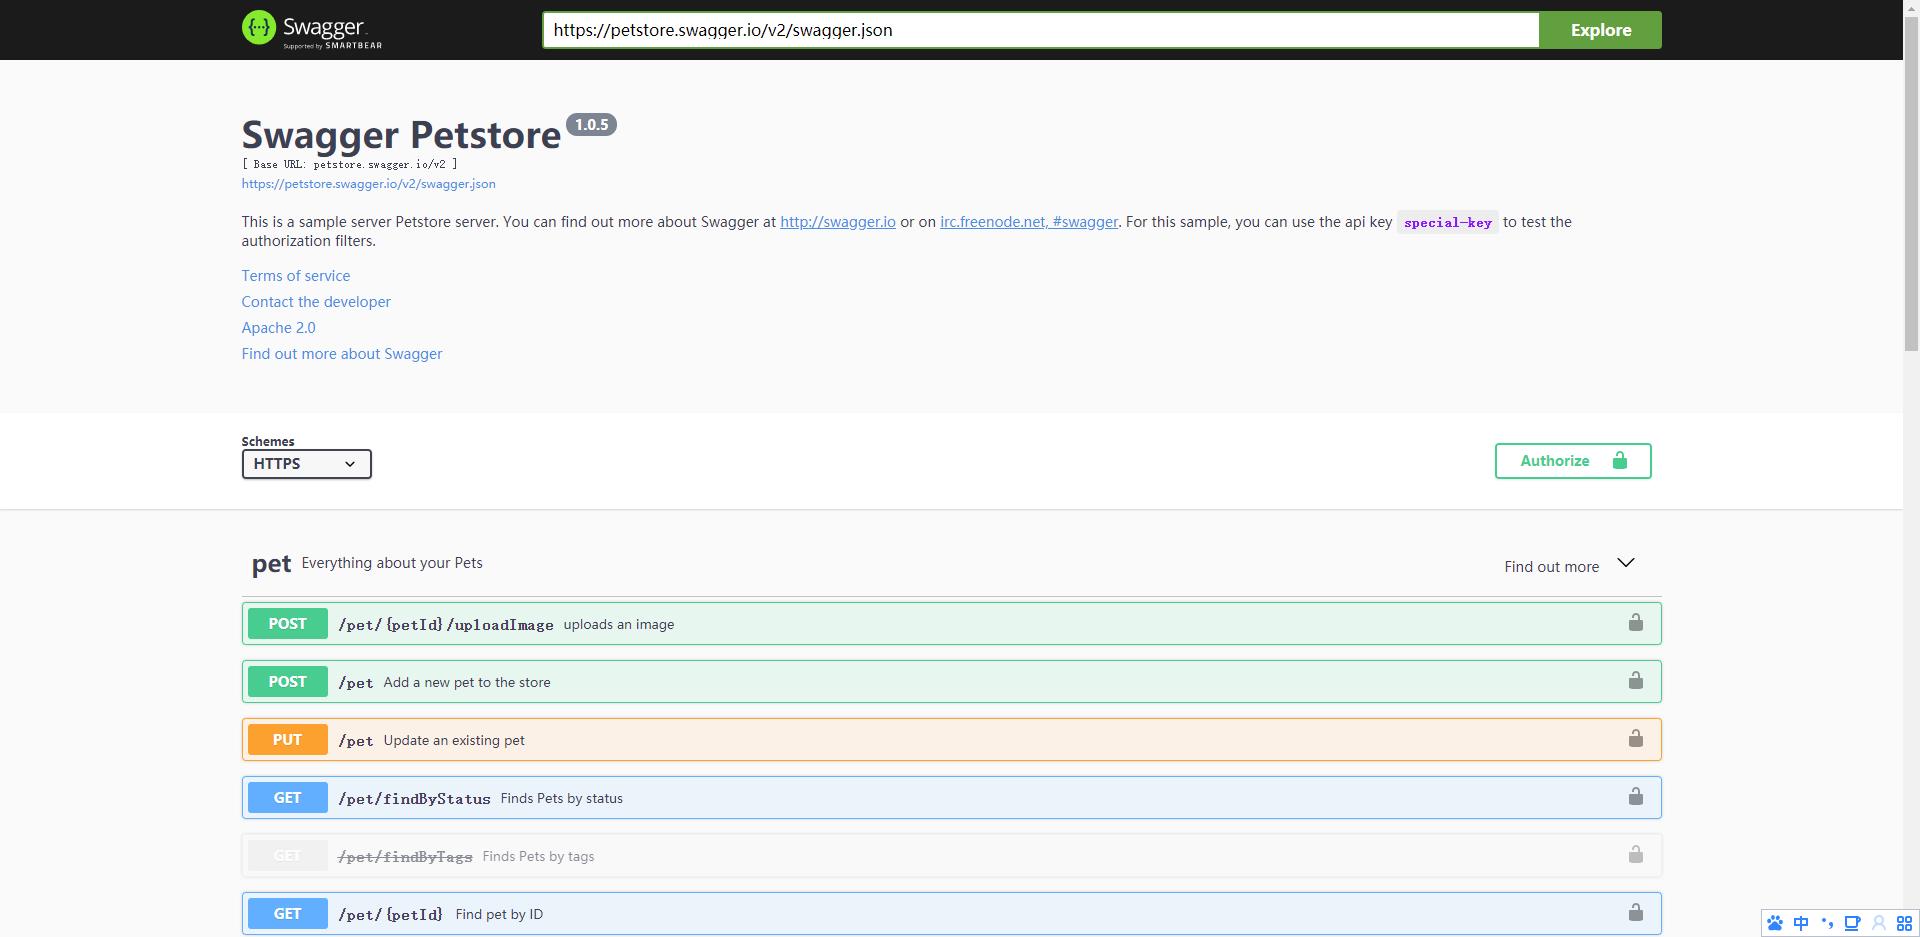 Swagger
Supported by SMARTBEAR
https://petstore.swagger.io/v2/swagger.json
Explore
Swagger Petstore 1.0.5
[ Base URL: petstore.swagger.io/v2 ]
https://petstore.swagger.io/v2/swagger.json
This is a sample server Petstore server. You can find out more about Swagger at http://swagger.io or on irc.freenode.net, #swagger. For this sample, you can use the api key special-key to test the
authorization filters.
Terms of service
Contact the developer
Apache 2.0
Find out more about Swagger
Schemes
HTTPS
Authorize
pet Everything about your Pets
Find out more
POST /pet/{petId}/uploadImage uploads an image
POST /pet Add a new pet to the store
PUT /pet Update an existing pet
GET /pet/findByStatus Finds Pets by status
GET /pet/findByTags Finds Pets by tags
GET /pet/{petId} Find pet by ID
中